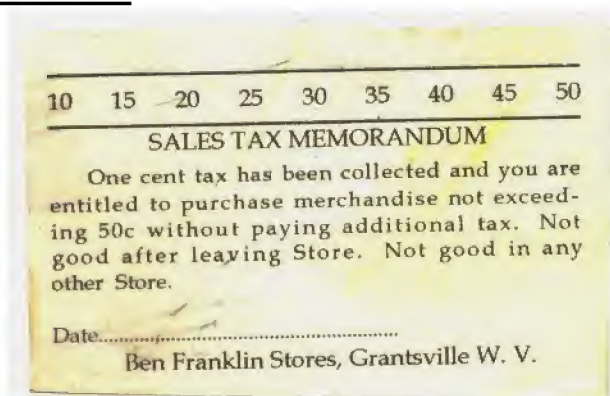 10 15 20 25 30 35 40 45 50
SALES TAX MEMORANDUM
One cent tax has been collected and you are
entitled to purchase merchandise not exceed-
ing 50c without paying additional tax. Not
good after leaving Store. Not good in any
other Store.
Date..................................................
Ben Franklin Stores, Grantsville W. V.